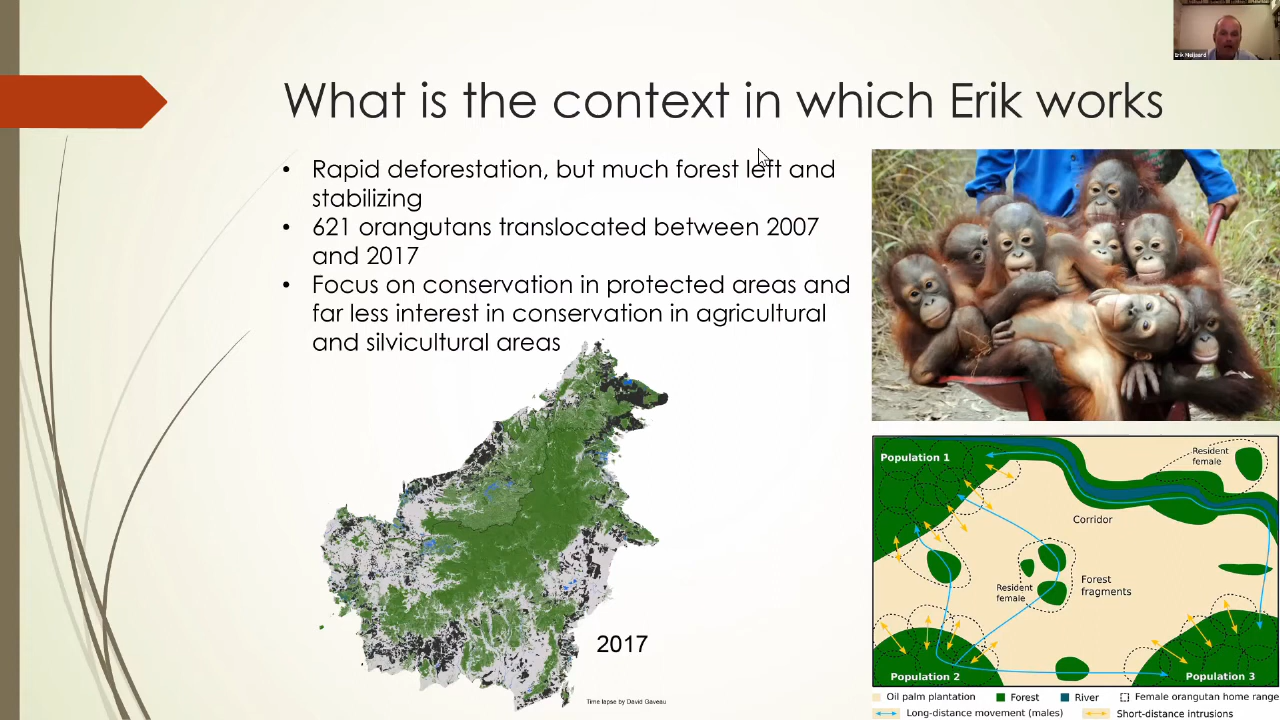 Erik Meijaard
What is the context in which Erik works
• Rapid deforestation, but much forest left and
stabilizing
• 621 orangutans translocated between 2007
and 2017
• Focus on conservation in protected areas and
far less interest in conservation in agricultural
and silvicultural areas
2017
Time lapse by David Gaveau
Population 1
Resident
female
Corridor
Resident
female
Forest
fragments
Population 2
Population 3
Oil palm plantation
Forest
River
Female orangutan home range
Long-distance movement (males)
Short-distance intrusions